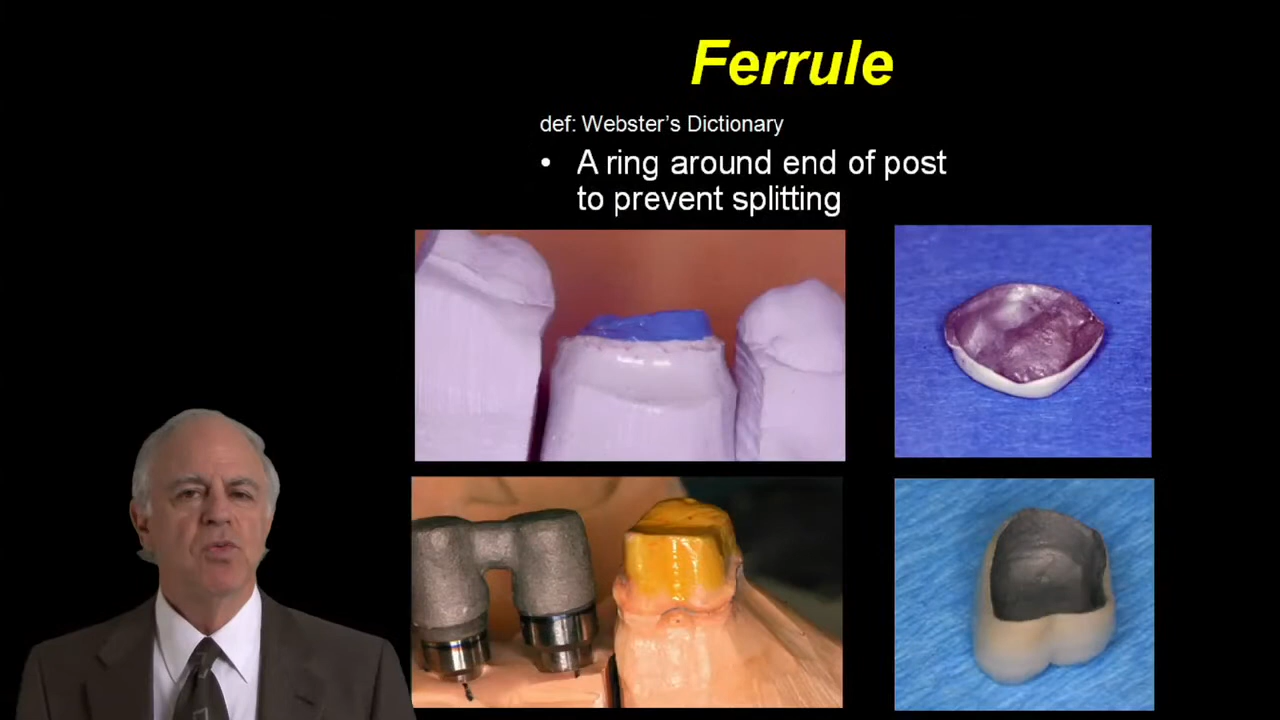 Ferrule
def: Webster's Dictionary
• A ring around end of post
to prevent splitting